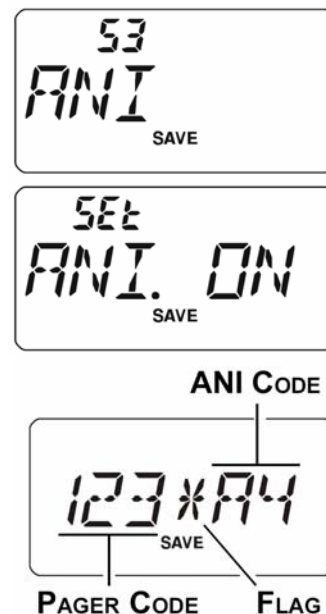 53
ANI
SAVE
SEt
ANI. ON
SAVE
ANI CODE
123*A4
SAVE
PAGER CODE FLAG